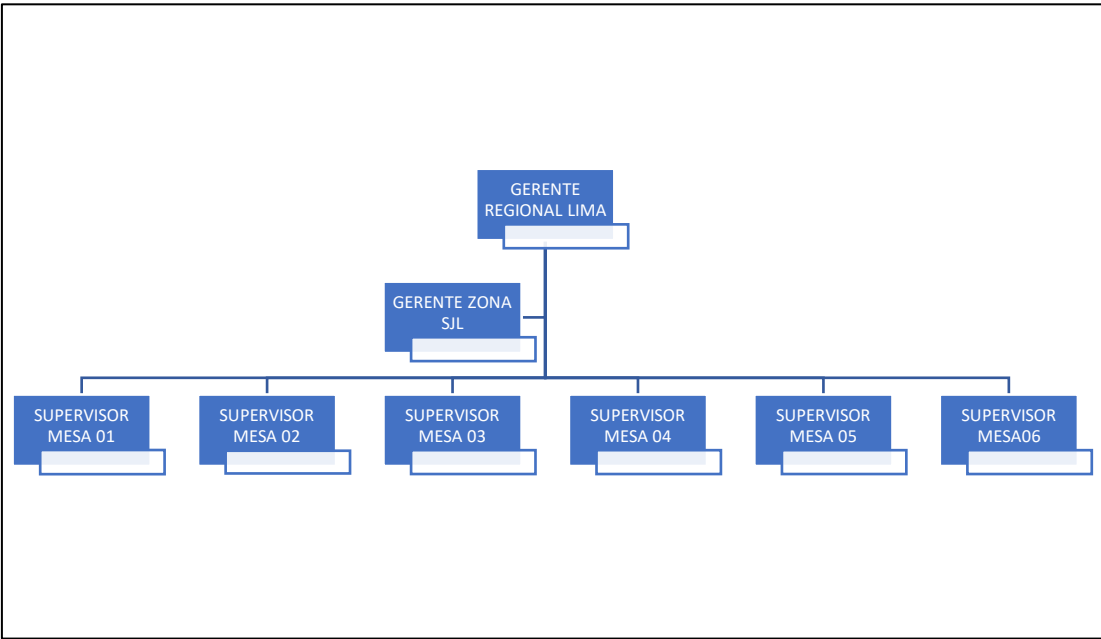 GERENTE
REGIONAL LIMA
GERENTE ZONA
SJL
SUPERVISOR
MESA 01
SUPERVISOR
MESA 02
SUPERVISOR
MESA 03
SUPERVISOR
MESA 04
SUPERVISOR
MESA 05
SUPERVISOR
MESA06